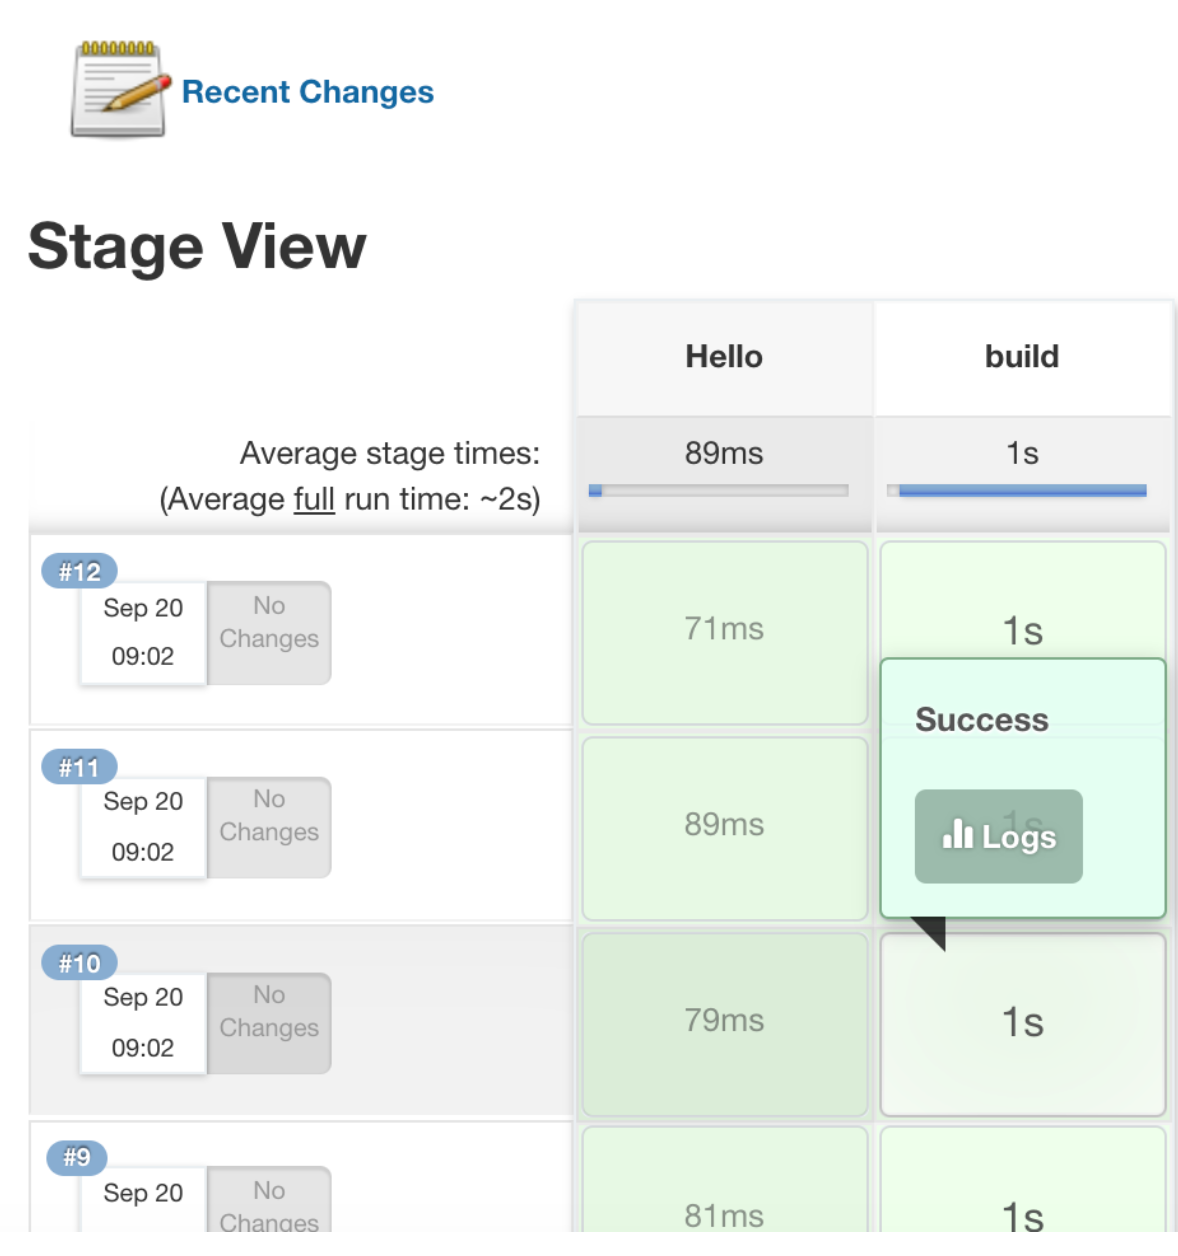 Recent Changes
Stage View
Hello
build
Average stage times:
(Average full run time: ~2s)
89ms
1s
#12
Sep 20
09:02
No
Changes
71ms
1s
#11
Sep 20
09:02
No
Changes
89ms
Success
1s
Logs
#10
Sep 20
09:02
No
Changes
79ms
1s
#9
Sep 20
No
Changes
81ms
1s